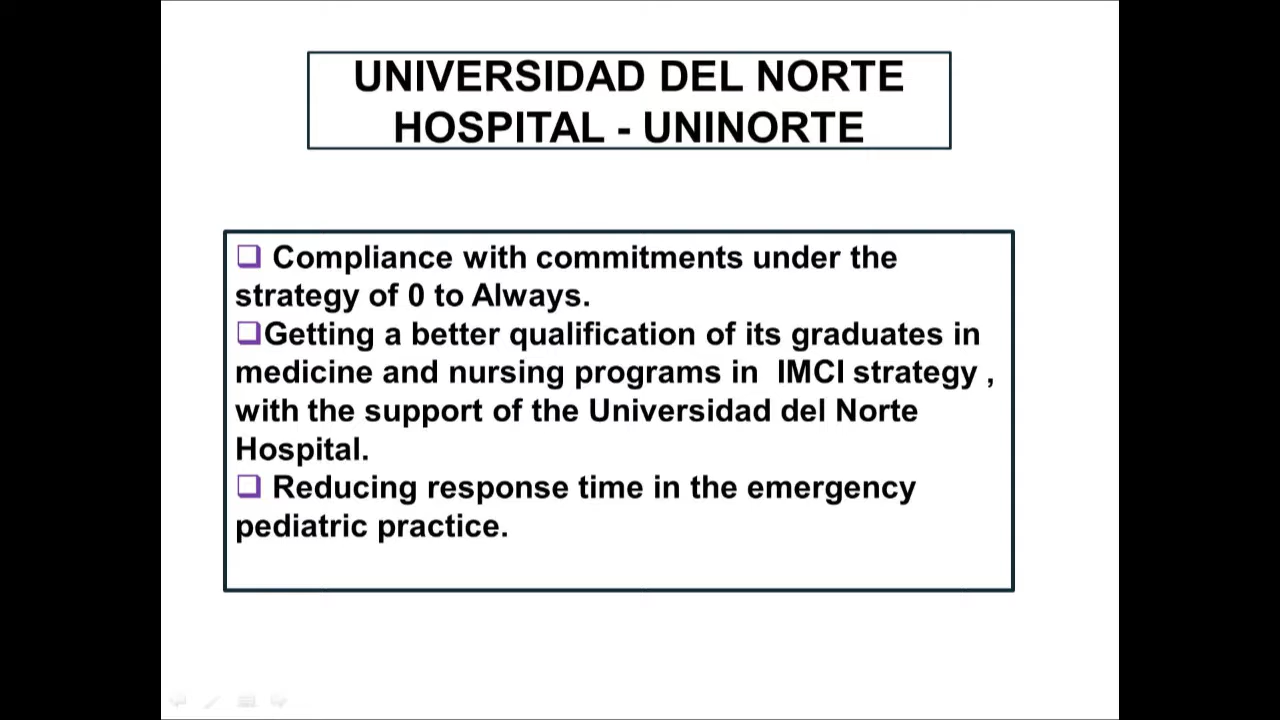 UNIVERSIDAD DEL NORTE
HOSPITAL - UNINORTE
❑ Compliance with commitments under the
strategy of 0 to Always.
❑Getting a better qualification of its graduates in
medicine and nursing programs in  IMCI strategy ,
with the support of the Universidad del Norte
Hospital.
❑ Reducing response time in the emergency
pediatric practice.